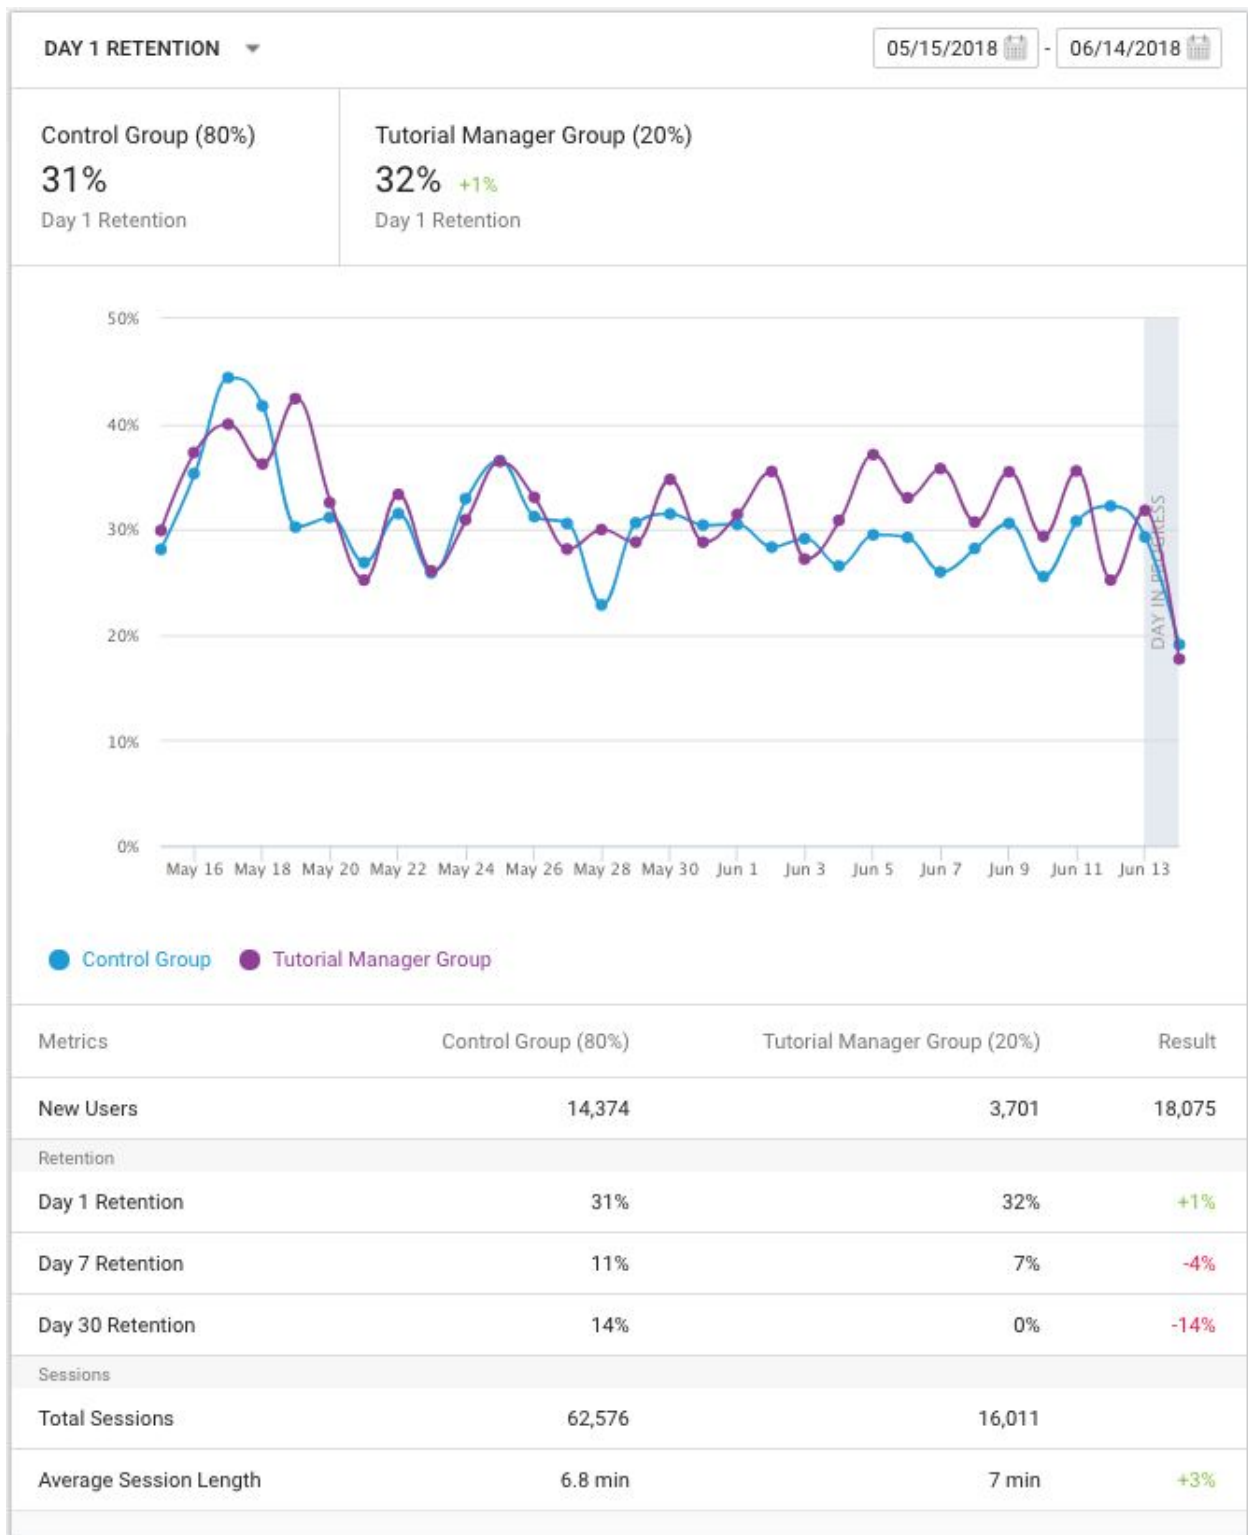 DAY 1 RETENTION
05/15/2018 - 06/14/2018
Control Group (80%)
31%
Day 1 Retention
Tutorial Manager Group (20%)
32% +1%
Day 1 Retention
50%
40%
30%
20%
10%
0%
DAY IN PROGRESS
May 16 May 18 May 20 May 22 May 24 May 26 May 28 May 30 Jun 1 Jun 3 Jun 5 Jun 7 Jun 9 Jun 11 Jun 13
Control Group Tutorial Manager Group
Metrics Control Group (80%) Tutorial Manager Group (20%) Result
New Users 14,374 3,701 18,075
Retention
Day 1 Retention 31% 32% +1%
Day 7 Retention 11% 7% -4%
Day 30 Retention 14% 0% -14%
Sessions
Total Sessions 62,576 16,011
Average Session Length 6.8 min 7 min +3%